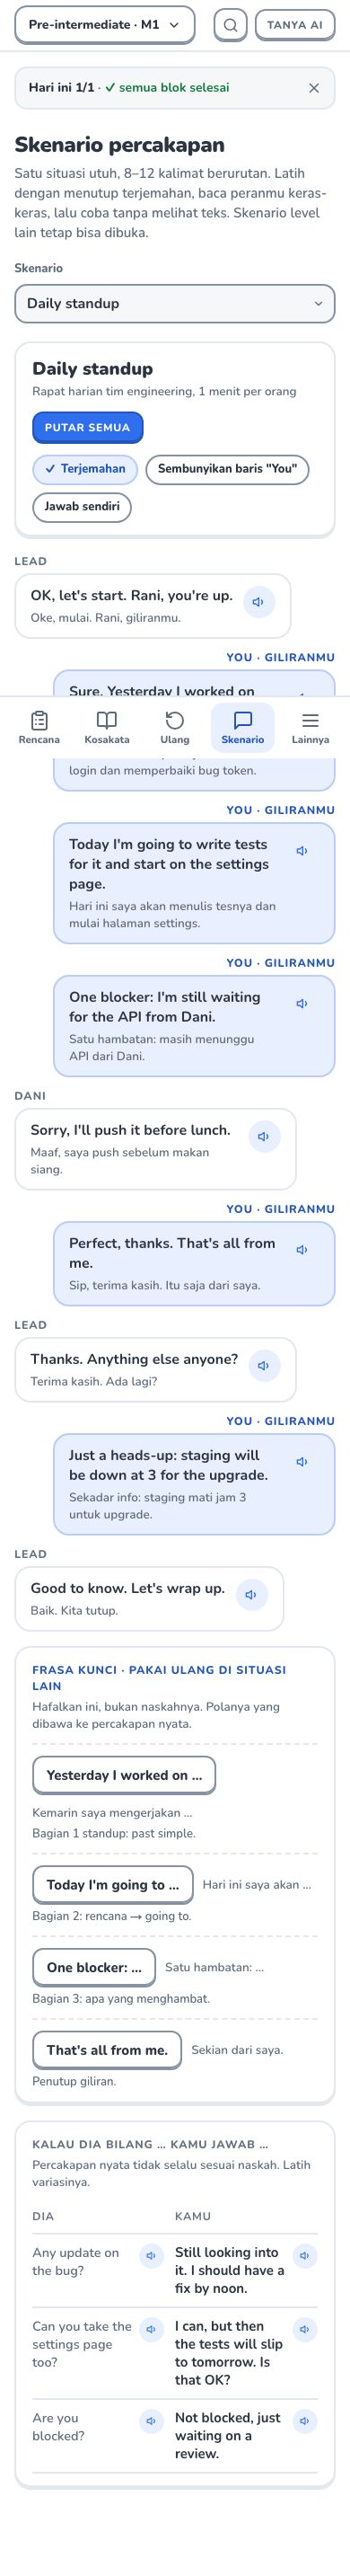 Pre-intermediate · M1
TANYA AI
Hari ini 1/1 · ✓ semua blok selesai
Skenario percakapan
Satu situasi utuh, 8–12 kalimat berurutan. Latih
dengan menutup terjemahan, baca peranmu keras-
keras, lalu coba tanpa melihat teks. Skenario level
lain tetap bisa dibuka.
Skenario
Daily standup
Daily standup
Rapat harian tim engineering, 1 menit per orang
PUTAR SEMUA
✓ Terjemahan
Sembunyikan baris "You"
Jawab sendiri
LEAD
OK, let's start. Rani, you're up.
Oke, mulai. Rani, giliranmu.
YOU · GILIRANMU
Sure. Yesterday I worked on
Rencana
Kosakata
Ulang
Skenario
Lainnya
login dan memperbaiki bug token.
YOU · GILIRANMU
Today I'm going to write tests
for it and start on the settings
page.
Hari ini saya akan menulis tesnya dan
mulai halaman settings.
YOU · GILIRANMU
One blocker: I'm still waiting
for the API from Dani.
Satu hambatan: masih menunggu
API dari Dani.
DANI
Sorry, I'll push it before lunch.
Maaf, saya push sebelum makan
siang.
YOU · GILIRANMU
Perfect, thanks. That's all from
me.
Sip, terima kasih. Itu saja dari saya.
LEAD
Thanks. Anything else anyone?
Terima kasih. Ada lagi?
YOU · GILIRANMU
Just a heads-up: staging will
be down at 3 for the upgrade.
Sekadar info: staging mati jam 3
untuk upgrade.
LEAD
Good to know. Let's wrap up.
Baik. Kita tutup.
FRASA KUNCI · PAKAI ULANG DI SITUASI
LAIN
Hafalkan ini, bukan naskahnya. Polanya yang
dibawa ke percakapan nyata.
Yesterday I worked on ...
Kemarin saya mengerjakan ...
Bagian 1 standup: past simple.
Today I'm going to ...
Hari ini saya akan ...
Bagian 2: rencana → going to.
One blocker: ...
Satu hambatan: ...
Bagian 3: apa yang menghambat.
That's all from me.
Sekian dari saya.
Penutup giliran.
KALAU DIA BILANG ... KAMU JAWAB ...
Percakapan nyata tidak selalu sesuai naskah. Latih
variasinya.
DIA
KAMU
Any update on
the bug?
Still looking into
it. I should have a
fix by noon.
Can you take the
settings page
too?
I can, but then
the tests will slip
to tomorrow. Is
that OK?
Are you
blocked?
Not blocked, just
waiting on a
review.